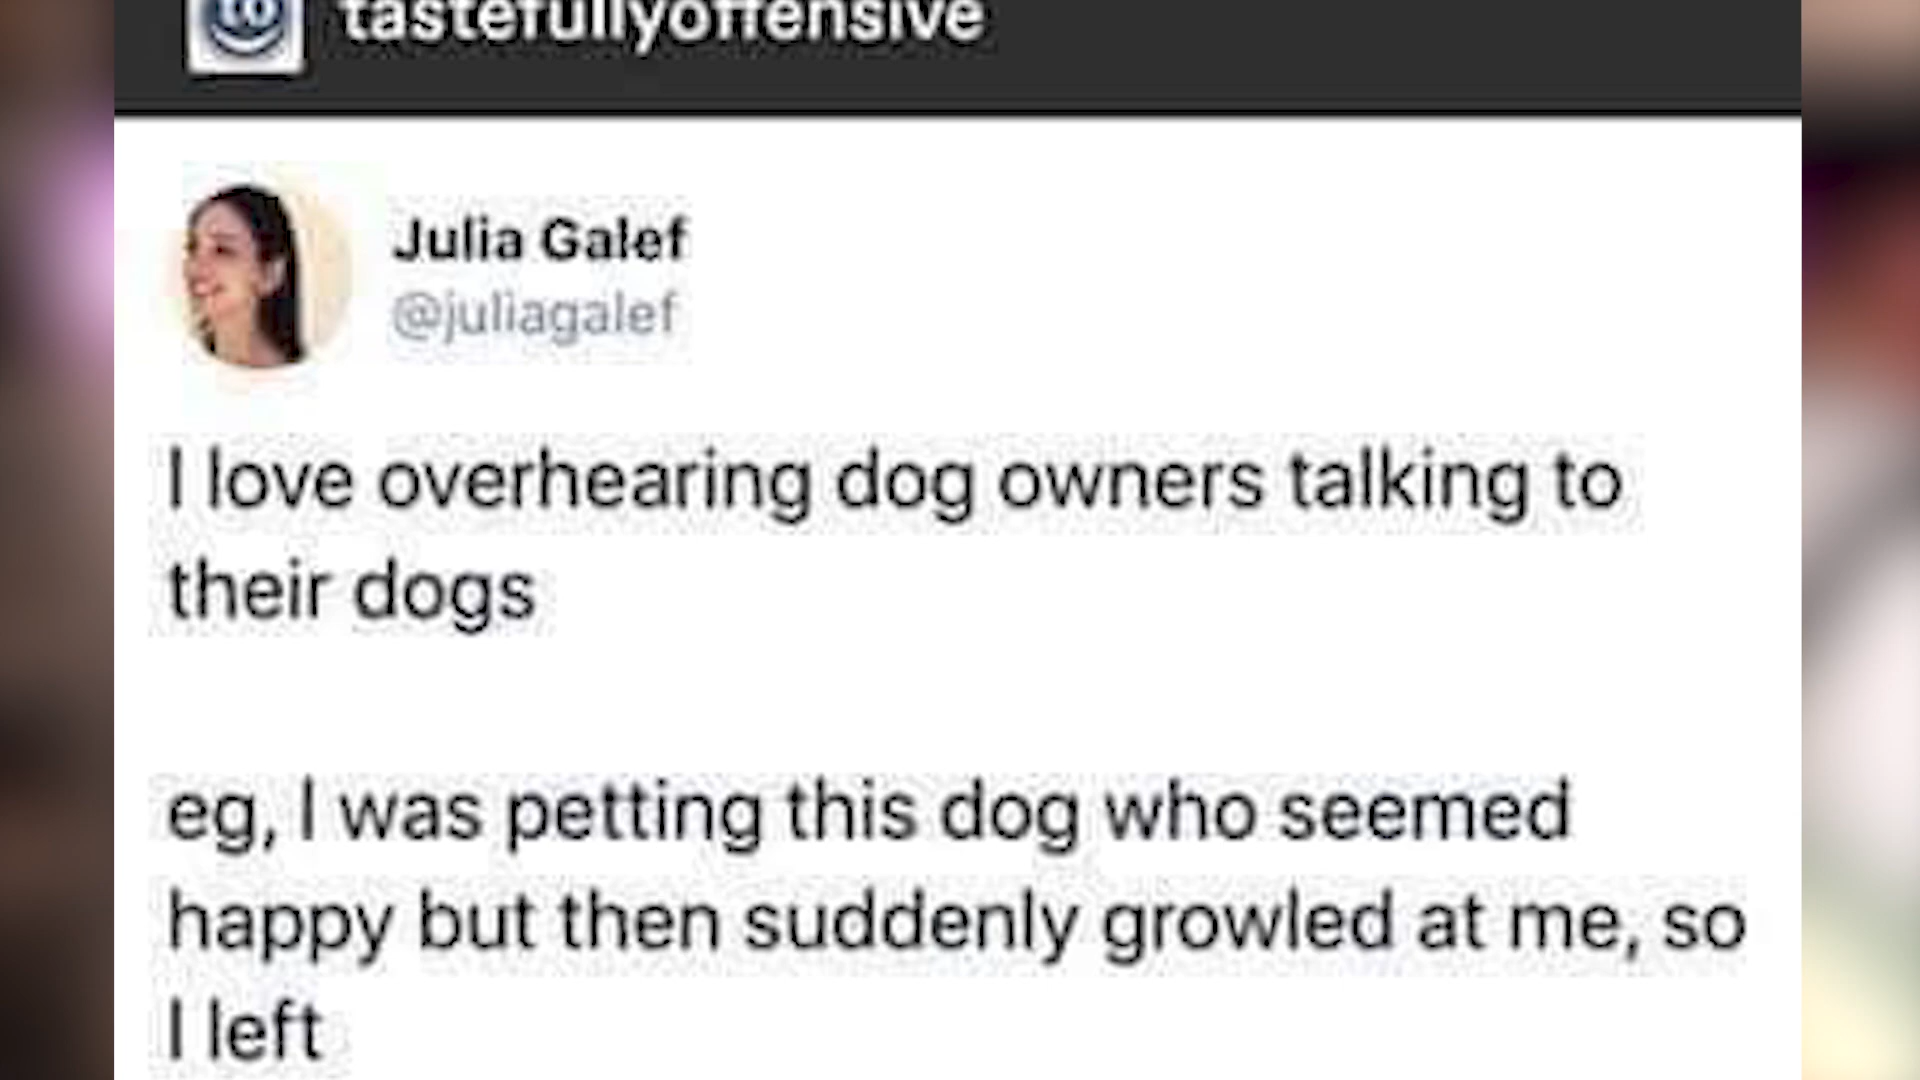 tastefullyoffensive
Julia Galef
@juliagalef
I love overhearing dog owners talking to
their dogs
eg, I was petting this dog who seemed
happy but then suddenly growled at me, so
I left